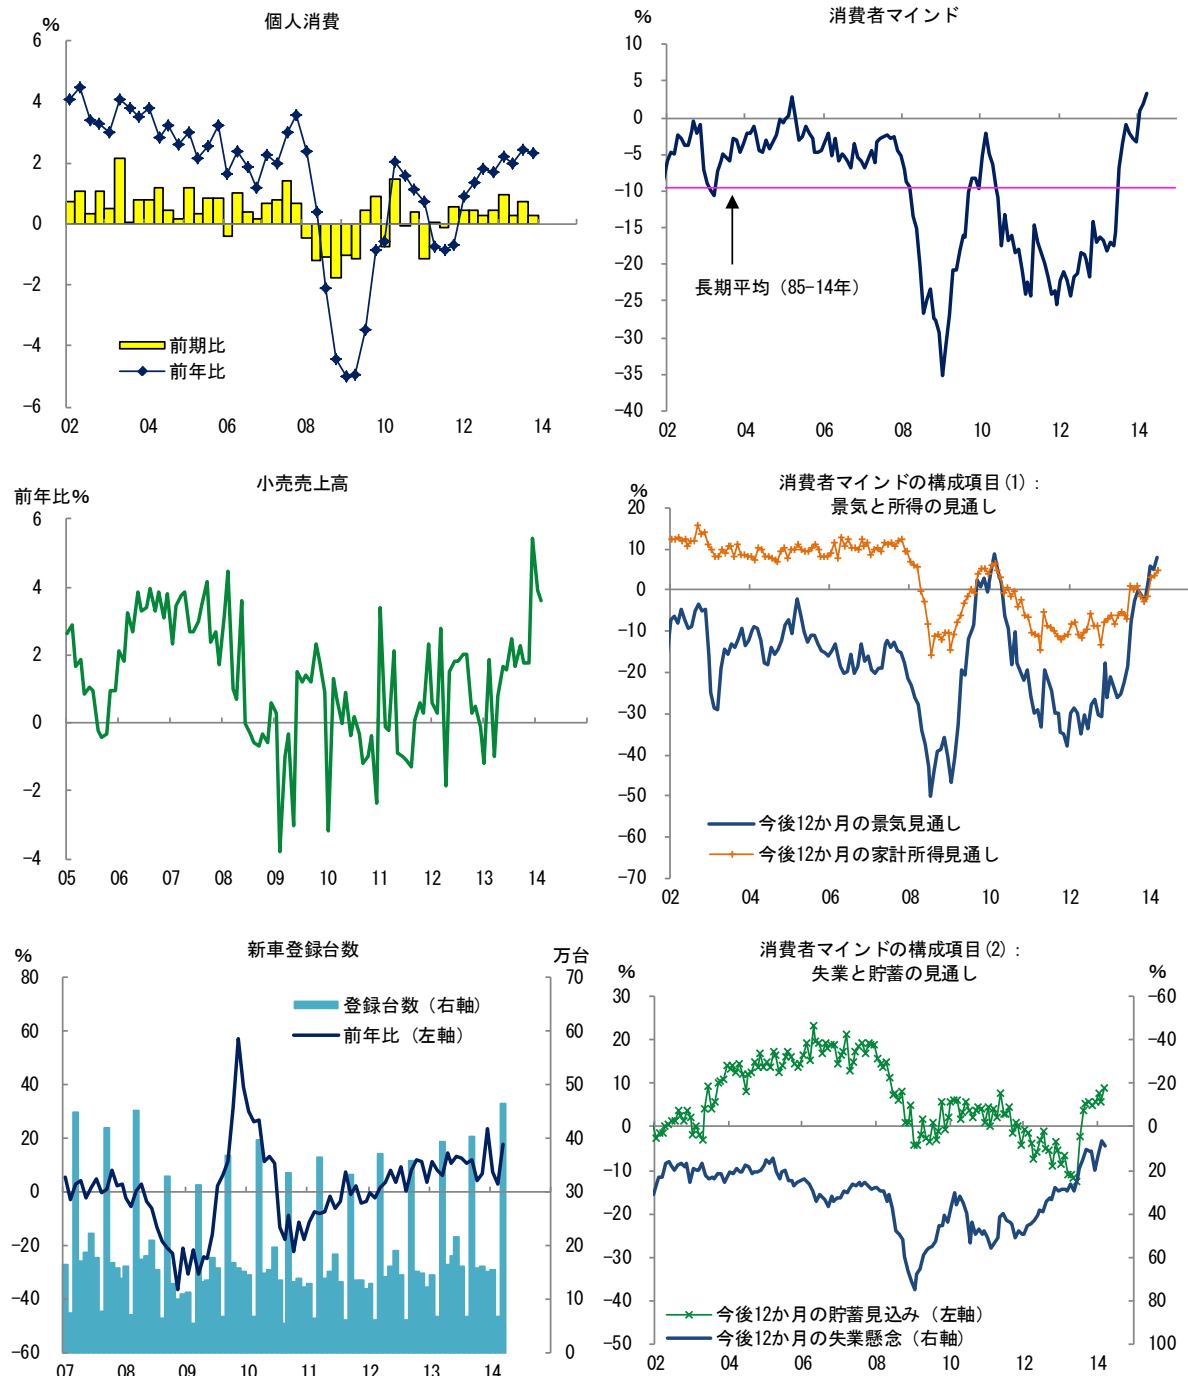 個人消費
%
6
4
2
0
-2
-4
-6
前期比
前年比
02 04 06 08 10 12 14
消費者マインド
%
10
5
0
-5
-10
-15
-20
-25
-30
-35
-40
長期平均（85-14年）
02 04 06 08 10 12 14
小売売上高
前年比%
6
4
2
0
-2
-4
05 06 07 08 09 10 11 12 13 14
消費者マインドの構成項目(1)：
景気と所得の見通し
%
20
10
0
-10
-20
-30
-40
-50
-60
-70
今後12か月の景気見通し
今後12か月の家計所得見通し
02 04 06 08 10 12 14
新車登録台数
% 万台
80 70
60 60
40 50
20 40
0 30
-20 20
-40 10
-60 0
登録台数（右軸）
前年比（左軸）
07 08 09 10 11 12 13 14
消費者マインドの構成項目(2)：
失業と貯蓄の見通し
% %
30 -60
20 -40
10 -20
0 0
-10 20
-20 40
-30 60
-40 80
-50 100
今後12か月の貯蓄見込み（左軸）
今後12か月の失業懸念（右軸）
02 04 06 08 10 12 14